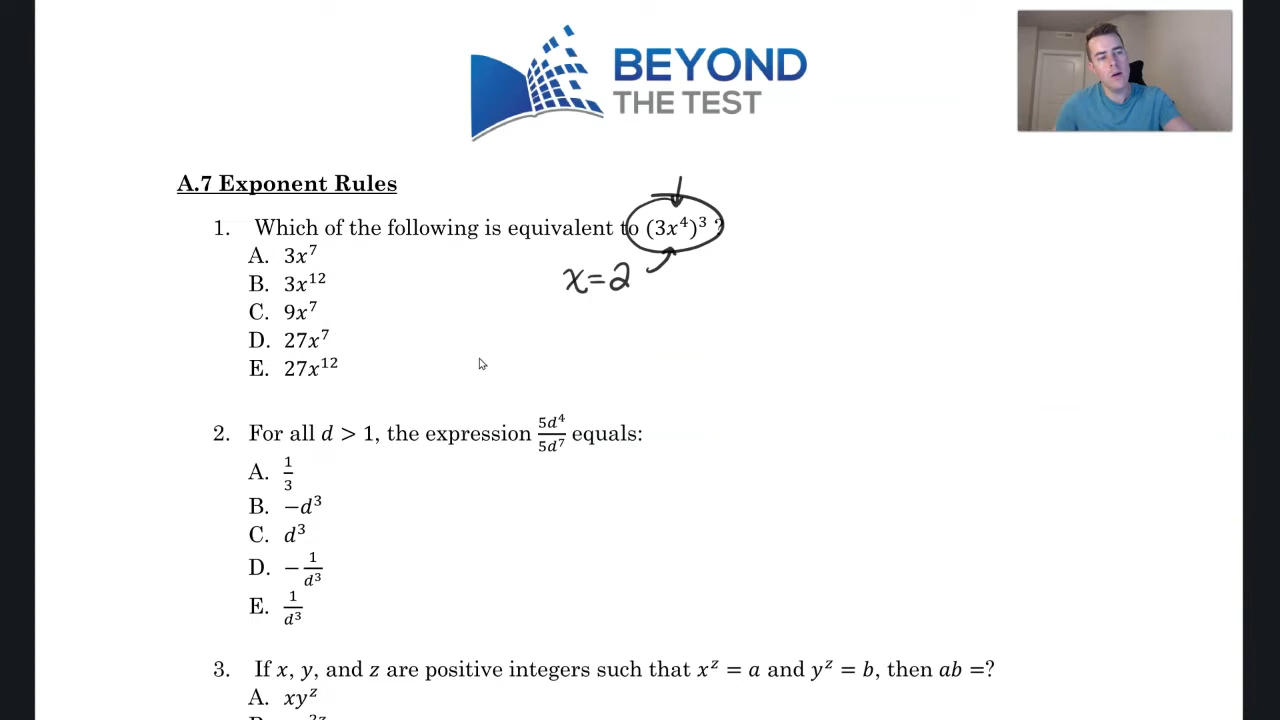 BEYOND
THE TEST
A.7 Exponent Rules
1. Which of the following is equivalent to (3x⁴)³ ?
A. 3x⁷
x=2
B. 3x¹²
C. 9x⁷
D. 27x⁷
E. 27x¹²
2. For all d > 1, the expression 5d⁴/5d⁷ equals:
A. 1/3
B. −d³
C. d³
D. −1/d³
E. 1/d³
3. If x, y, and z are positive integers such that xᶻ = a and yᶻ = b, then ab =?
A. xyᶻ